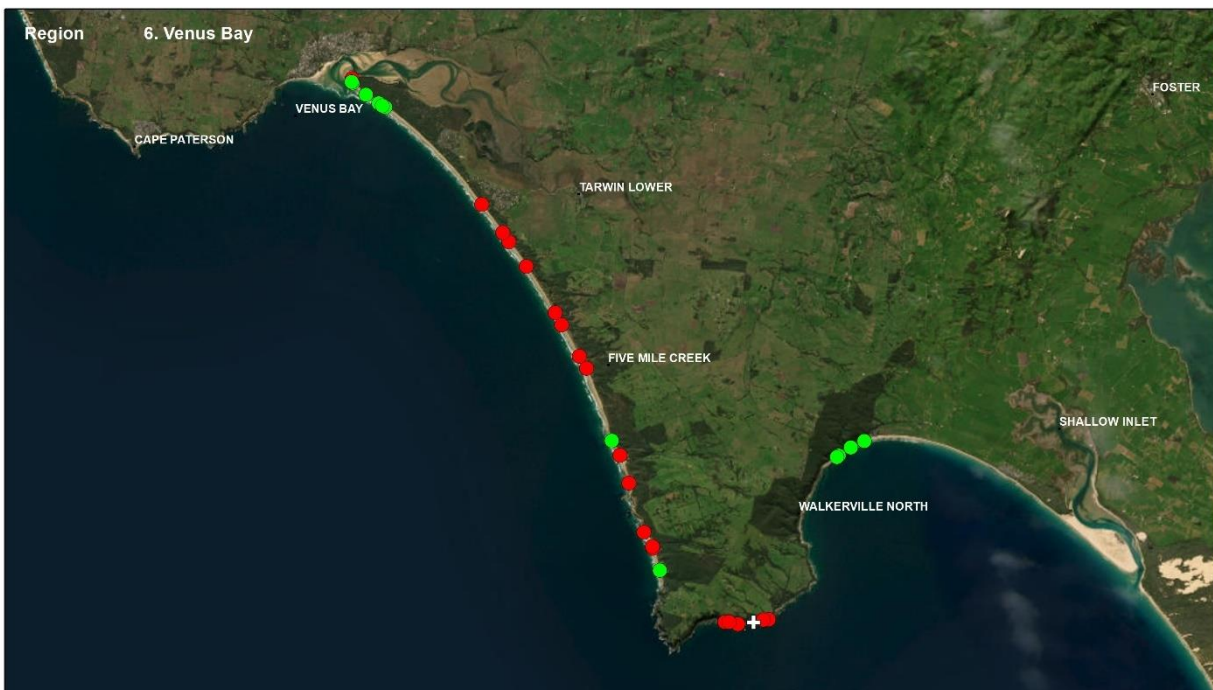 Region 6. Venus Bay
FOSTER
VENUS BAY
CAPE PATERSON
TARWIN LOWER
FIVE MILE CREEK
SHALLOW INLET
WALKERVILLE NORTH